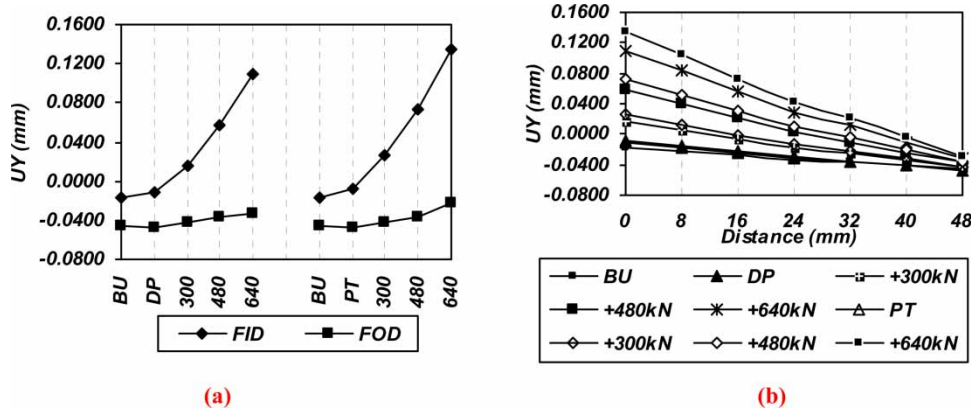 UY (mm)
0.1600
0.1200
0.0800
0.0400
0.0000
-0.0400
-0.0800
BU DP 300 480 640 BU PT 300 480 640
FID FOD
(a)
UY (mm)
0.1600
0.1200
0.0800
0.0400
0.0000
-0.0400
-0.0800
0 8 16 24 32 40 48
Distance (mm)
BU DP +300kN
+480kN +640kN PT
+300kN +480kN +640kN
(b)